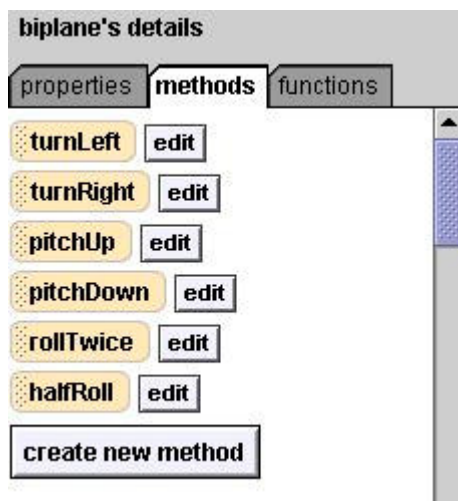 biplane's details
properties methods functions
turnLeft edit
turnRight edit
pitchUp edit
pitchDown edit
rollTwice edit
halfRoll edit
create new method